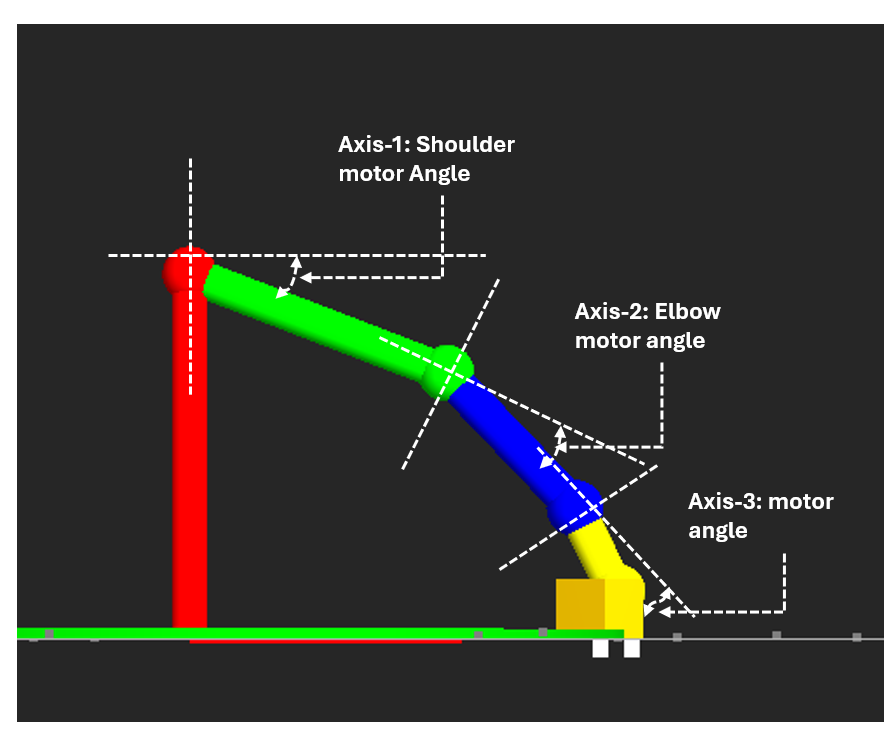 Axis-1: Shoulder
motor Angle
Axis-2: Elbow
motor angle
Axis-3: motor
angle